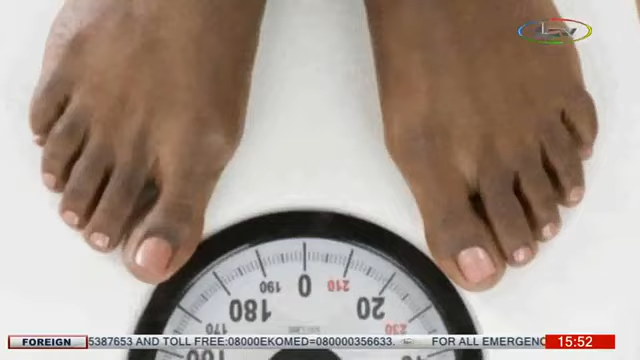 190 0 210
180 20
170 230
160
FOREIGN 5387653 AND TOLL FREE:08000EKOMED=080000356633. FOR ALL EMERGENC 15:52